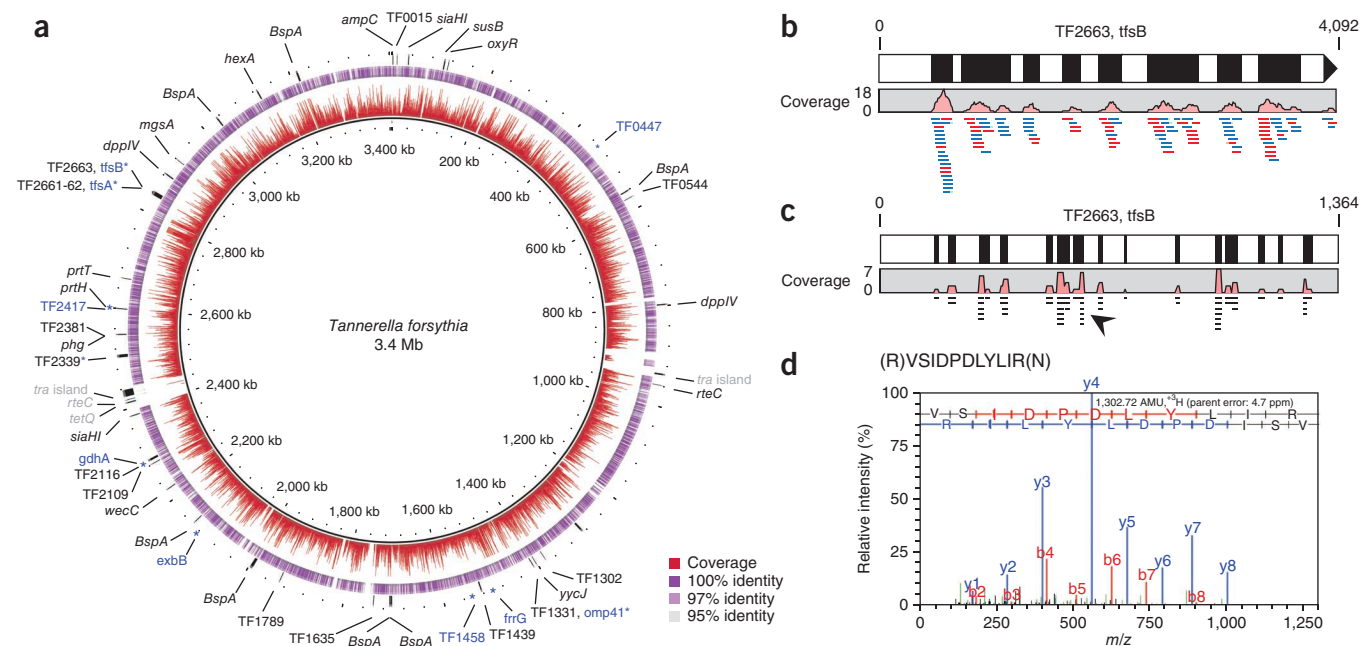 a
ampC
TF0015
siaHI
susB
oxyR
BspA
hexA
BspA
mgsA
dppIV
TF2663, tfsB*
TF2661-62, tfsA*
prtT
prtH
TF2417 *
TF2381
phg
TF2339*
tra island
rteC
tetQ
siaHI
gdhA *
TF2116
TF2109
wecC
BspA
exbB *
BspA
TF1789
TF1635
BspA
BspA
TF1458 *
TF1439
frrG *
TF1331, omp41*
yycJ
TF1302
rteC
tra island
dppIV
TF0544
BspA
TF0447 *
3,400 kb
200 kb
400 kb
600 kb
800 kb
1,000 kb
1,200 kb
1,400 kb
1,600 kb
1,800 kb
2,000 kb
2,200 kb
2,400 kb
2,600 kb
2,800 kb
3,000 kb
3,200 kb
Tannerella forsythia
3.4 Mb
Coverage
100% identity
97% identity
95% identity
b
0
TF2663, tfsB
4,092
Coverage
18
0
c
0
TF2663, tfsB
1,364
Coverage
7
0
d
(R)VSIDPDLYLIR(N)
1,302.72 AMU,+3H (parent error: 4.7 ppm)
V S I D P D L Y L I R
R I L Y L D P D I S V
Relative intensity (%)
100
75
50
25
0
y1
b2
y2
b3
y3
b4
b5
y4
b6
y5
b7
y6
y7
b8
y8
0
250
500
750
1,000
1,250
m/z